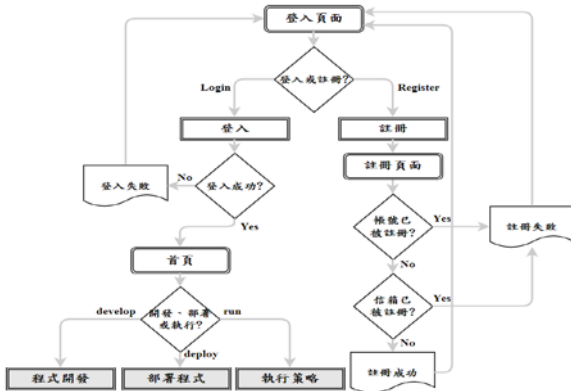 登入頁面
登入或註冊?
Login
Register
登入
註冊
註冊頁面
登入失敗
No
登入成功?
Yes
帳號已
被註冊?
Yes
註冊失敗
No
首頁
信箱已
被註冊?
Yes
No
develop
開發、部署
或執行?
run
deploy
註冊成功
程式開發
部署程式
執行策略